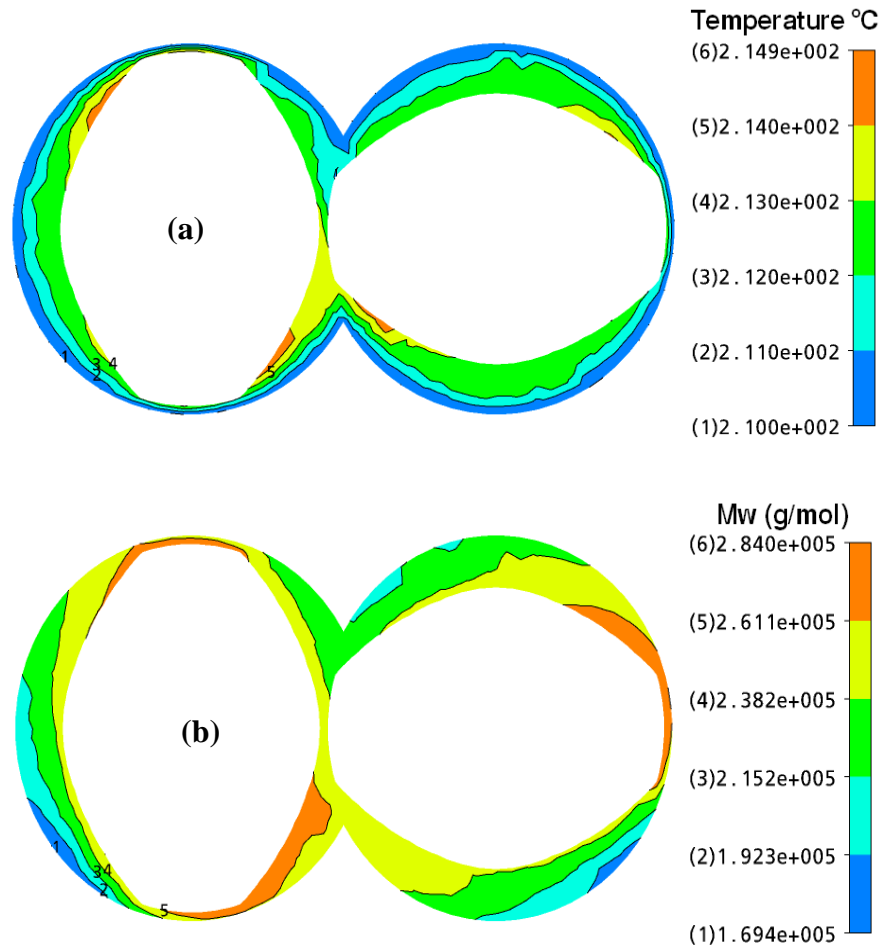 Temperature °C
(6)2.149e+002
(5)2.140e+002
(4)2.130e+002
(3)2.120e+002
(2)2.110e+002
(1)2.100e+002
(a)
1
3
4
2
5
Mw (g/mol)
(6)2.840e+005
(5)2.611e+005
(4)2.382e+005
(3)2.152e+005
(2)1.923e+005
(1)1.694e+005
(b)
1
34
2
5